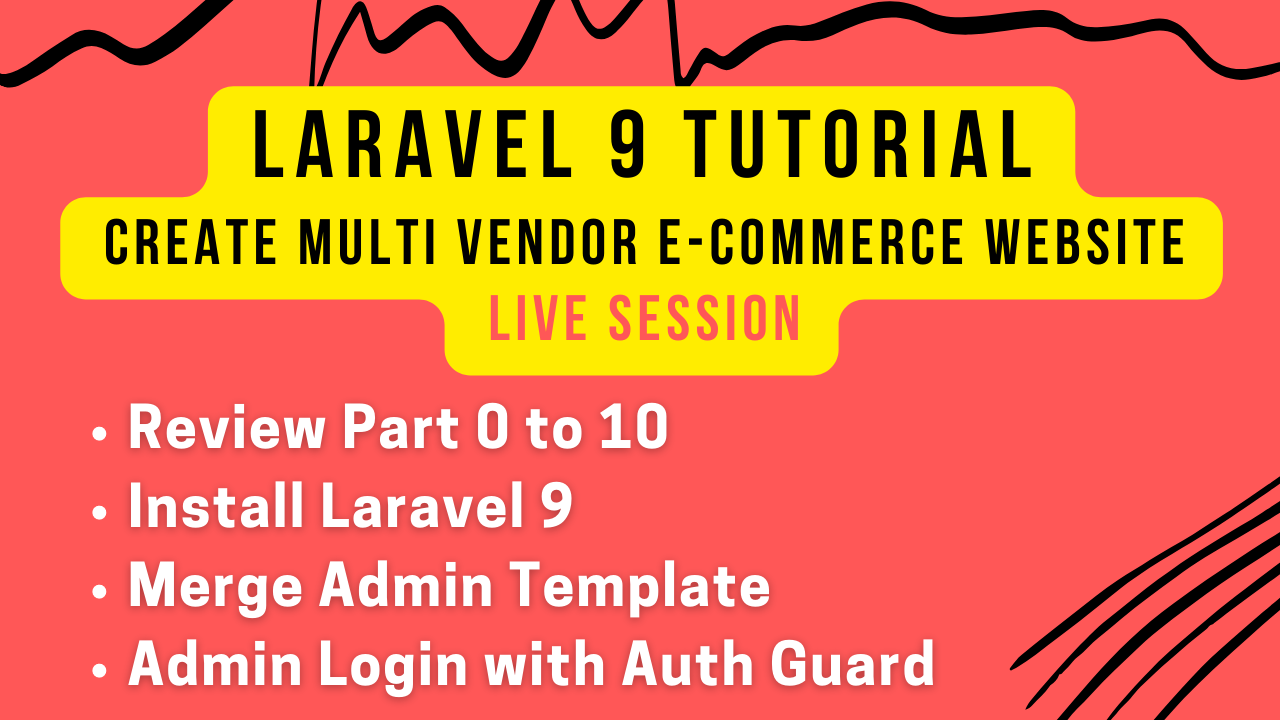 LARAVEL 9 TUTORIAL
CREATE MULTI VENDOR E-COMMERCE WEBSITE
LIVE SESSION
• Review Part 0 to 10
• Install Laravel 9
• Merge Admin Template
• Admin Login with Auth Guard